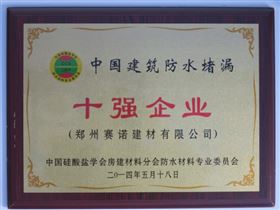 中国建筑防水堵漏
十强企业
(郑州赛诺建材有限公司)
中国硅酸盐学会房建材料分会防水材料专业委员会
二〇一四年五月十八日